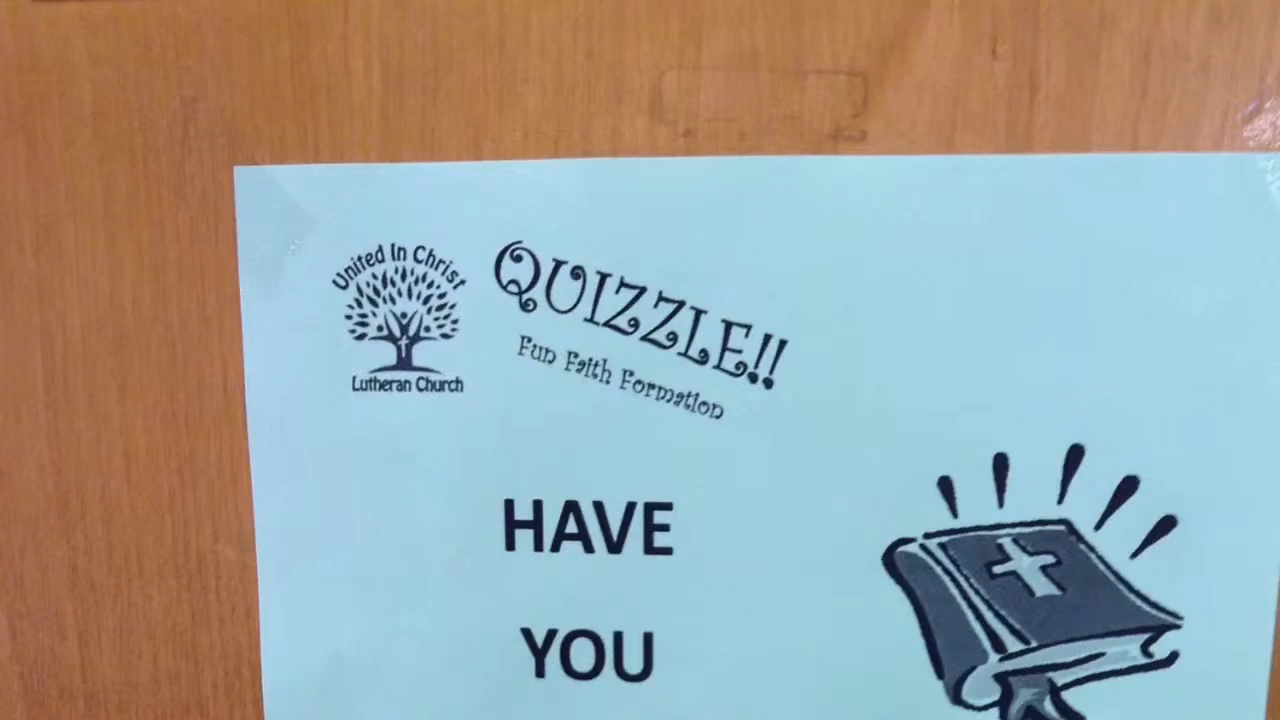 United In Christ
Lutheran Church
QUIZZLE!!
Fun Faith Formation
HAVE
YOU